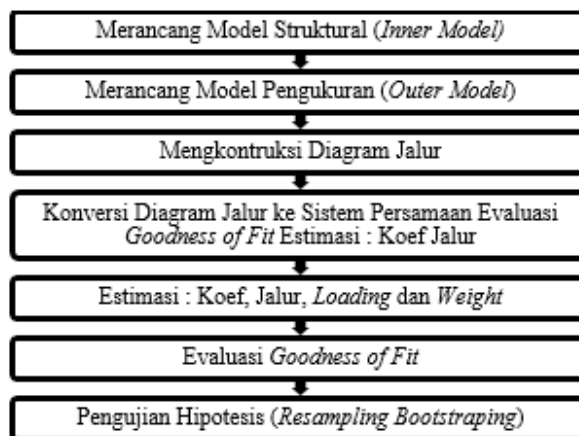 Merancang Model Struktural (Inner Model)
Merancang Model Pengukuran (Outer Model)
Mengkontruksi Diagram Jalur
Konversi Diagram Jalur ke Sistem Persamaan Evaluasi
Goodness of Fit Estimasi : Koef Jalur
Estimasi : Koef, Jalur, Loading dan Weight
Evaluasi Goodness of Fit
Pengujian Hipotesis (Resampling Bootstraping)